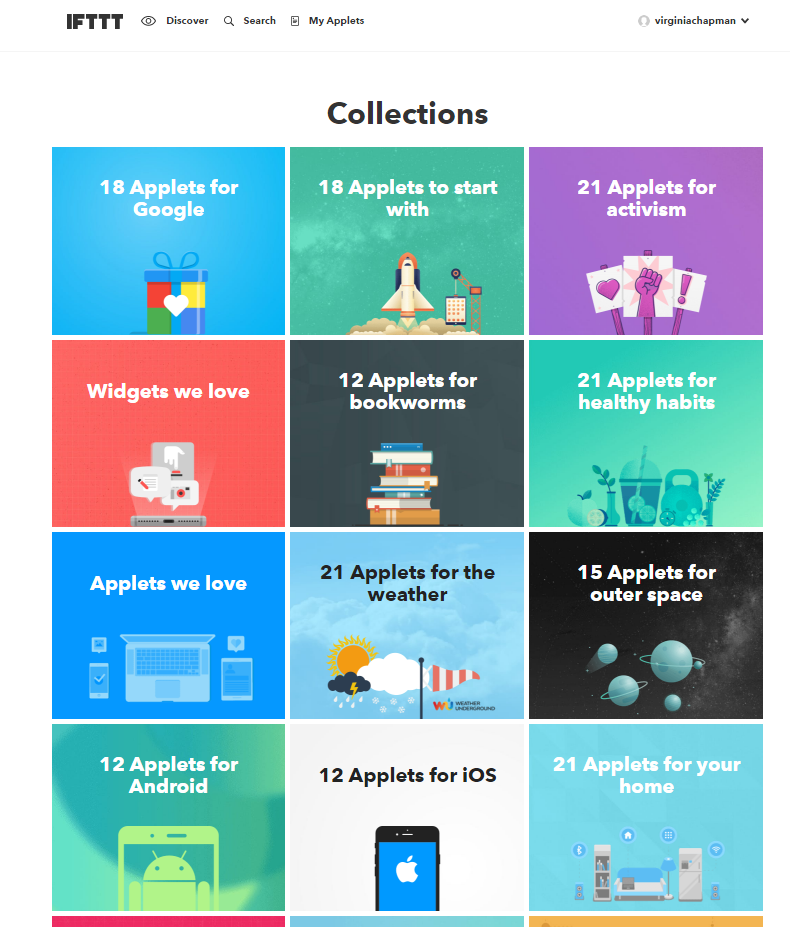 IFTTT Discover Search My Applets virginiachapman
Collections
18 Applets for
Google
18 Applets to start
with
21 Applets for
activism
Widgets we love
12 Applets for
bookworms
21 Applets for
healthy habits
Applets we love
21 Applets for the
weather
WEATHER
UNDERGROUND
15 Applets for
outer space
12 Applets for
Android
12 Applets for iOS
21 Applets for your
home